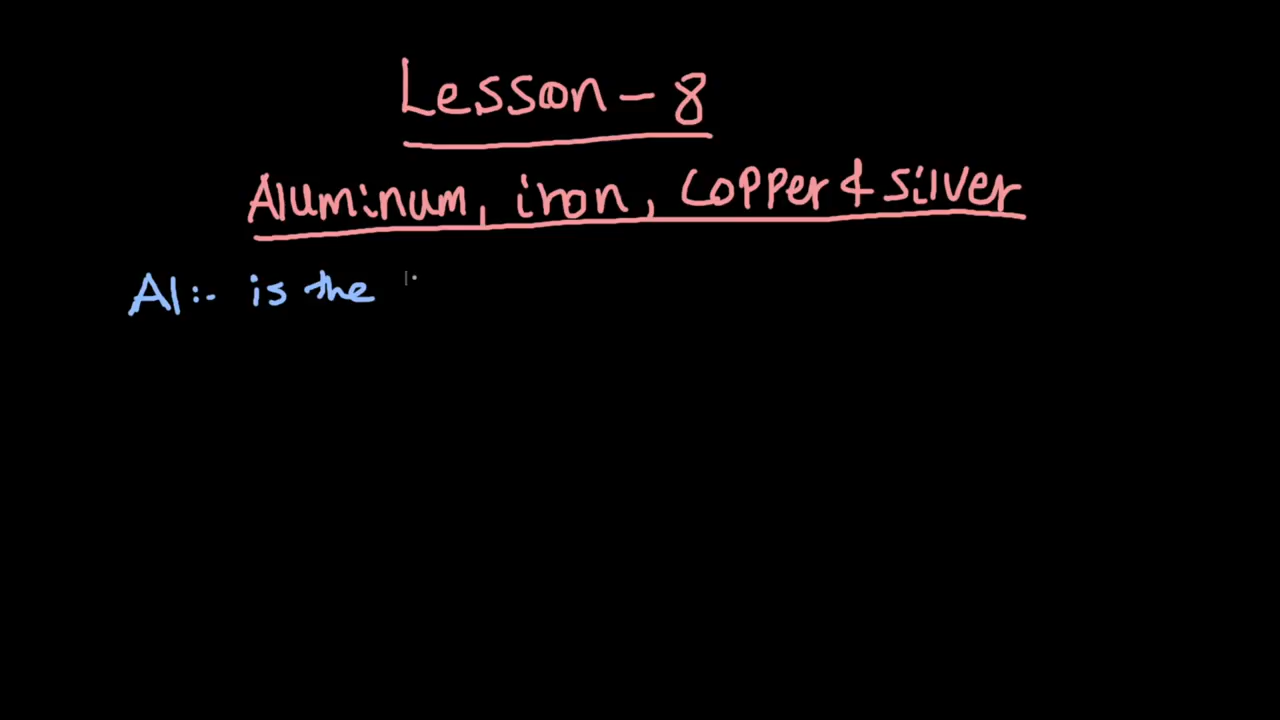 Lesson - 8
Aluminum, iron, copper & silver
Al :- is the